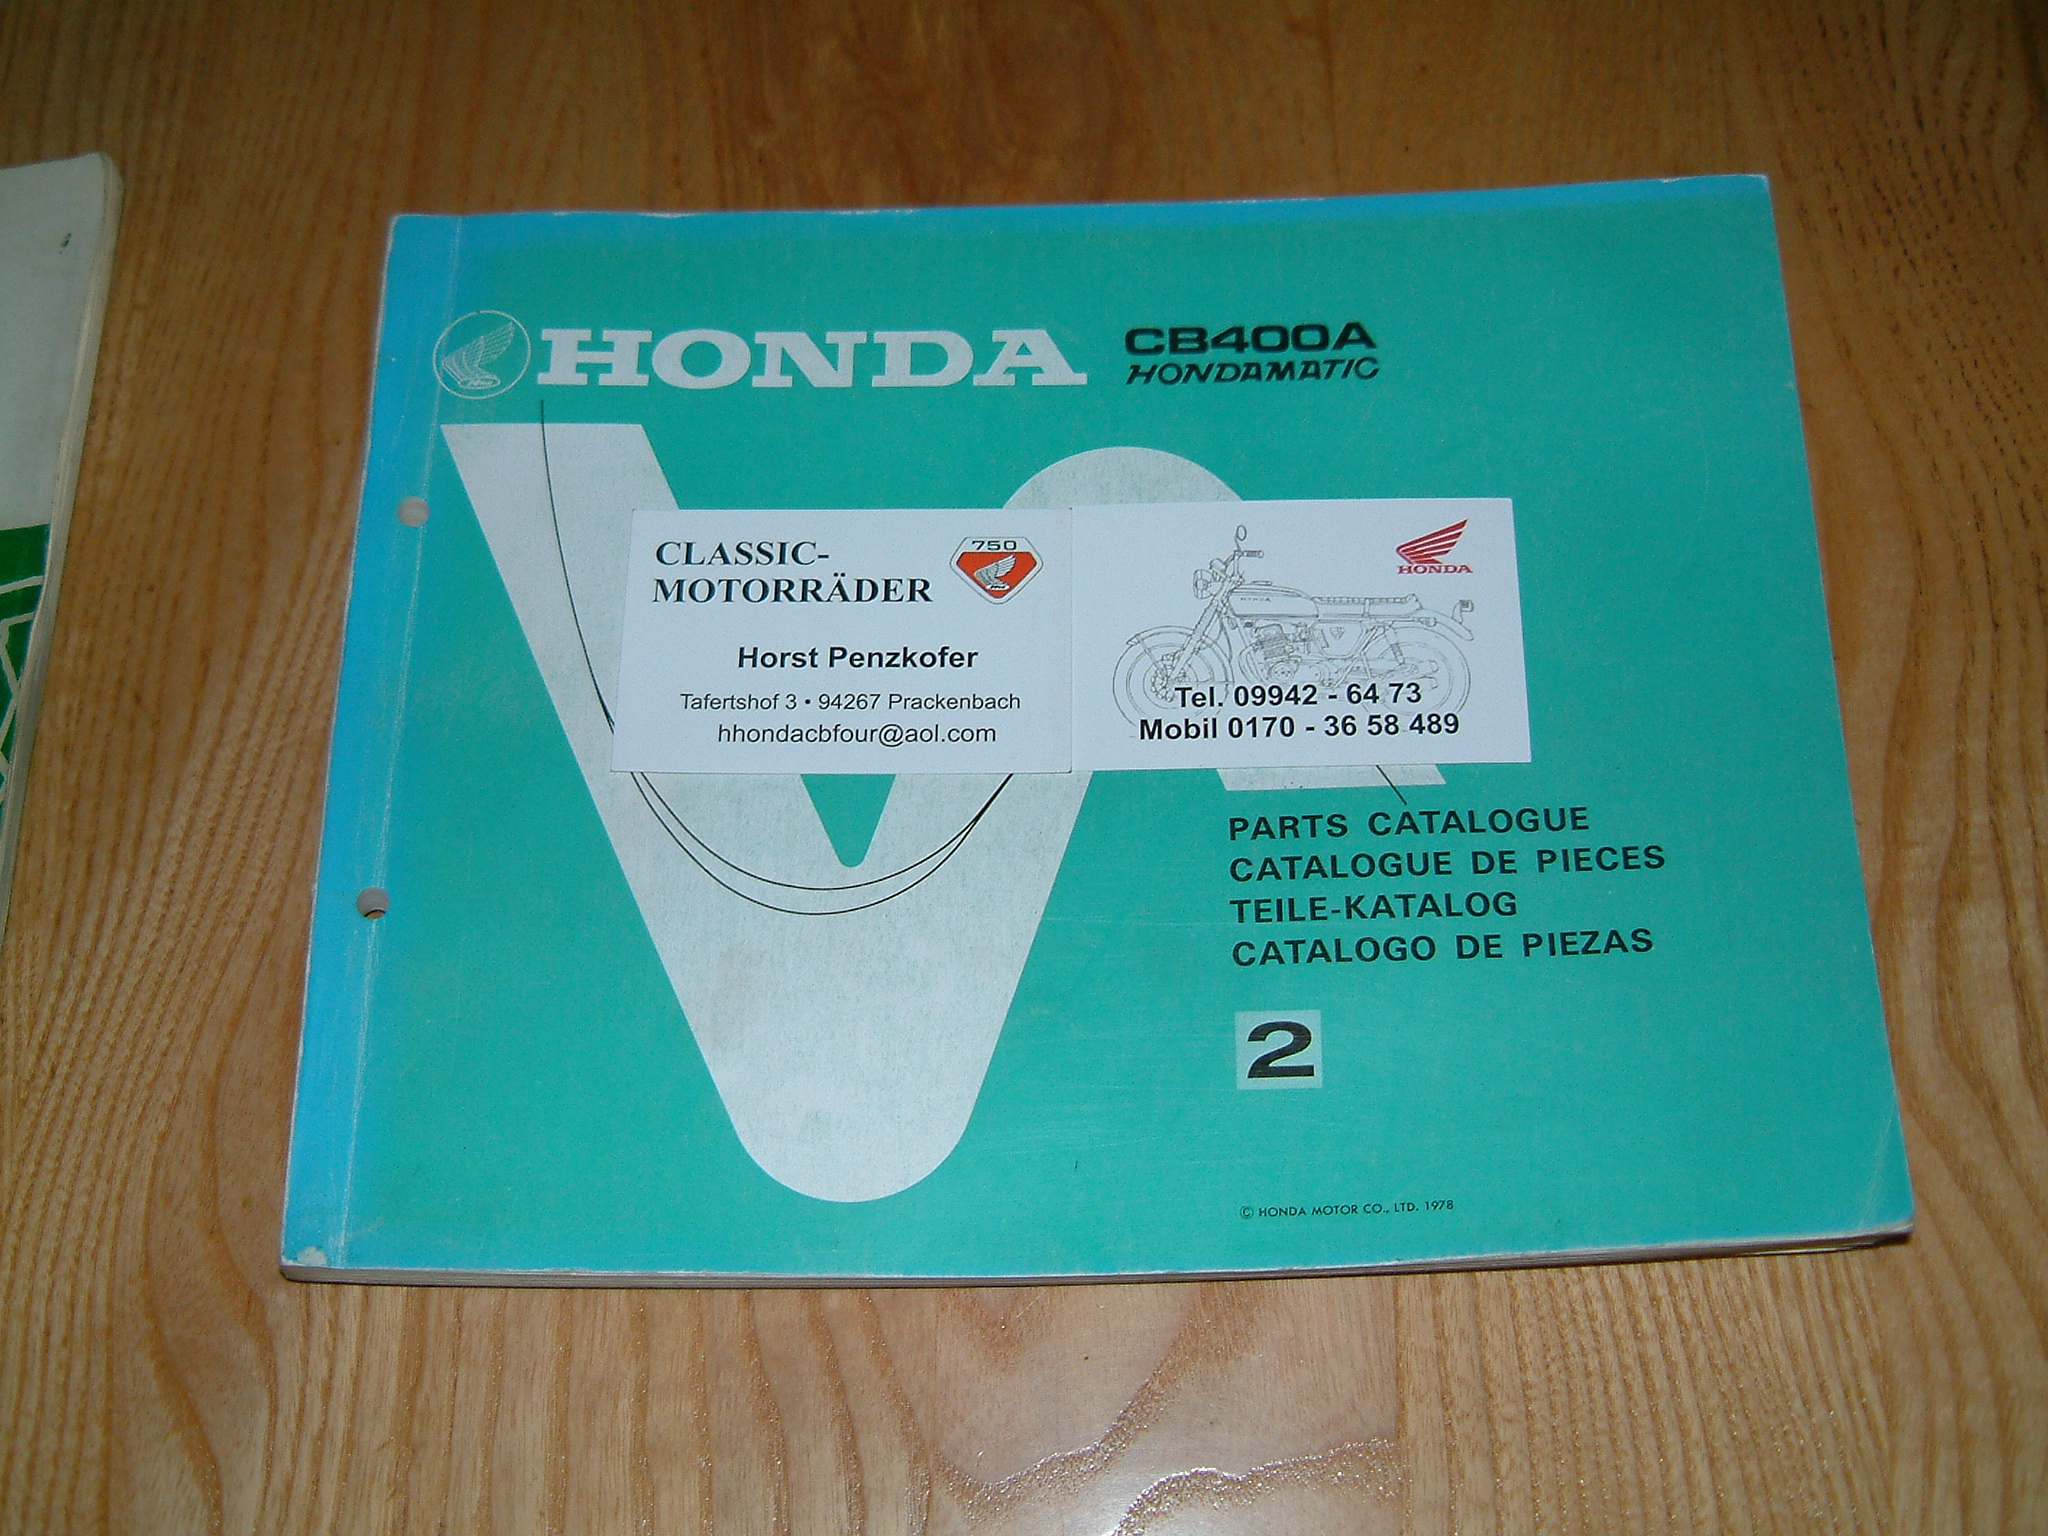 HONDA
CB400A
HONDAMATIC
CLASSIC-
MOTORRÄDER
750
Horst Penzkofer
Tafertshof 3 • 94267 Prackenbach
hhondacbfour@aol.com
HONDA
HONDA
Tel. 09942 - 64 73
Mobil 0170 - 36 58 489
PARTS CATALOGUE
CATALOGUE DE PIECES
TEILE-KATALOG
CATALOGO DE PIEZAS
2
© HONDA MOTOR CO., LTD. 1978